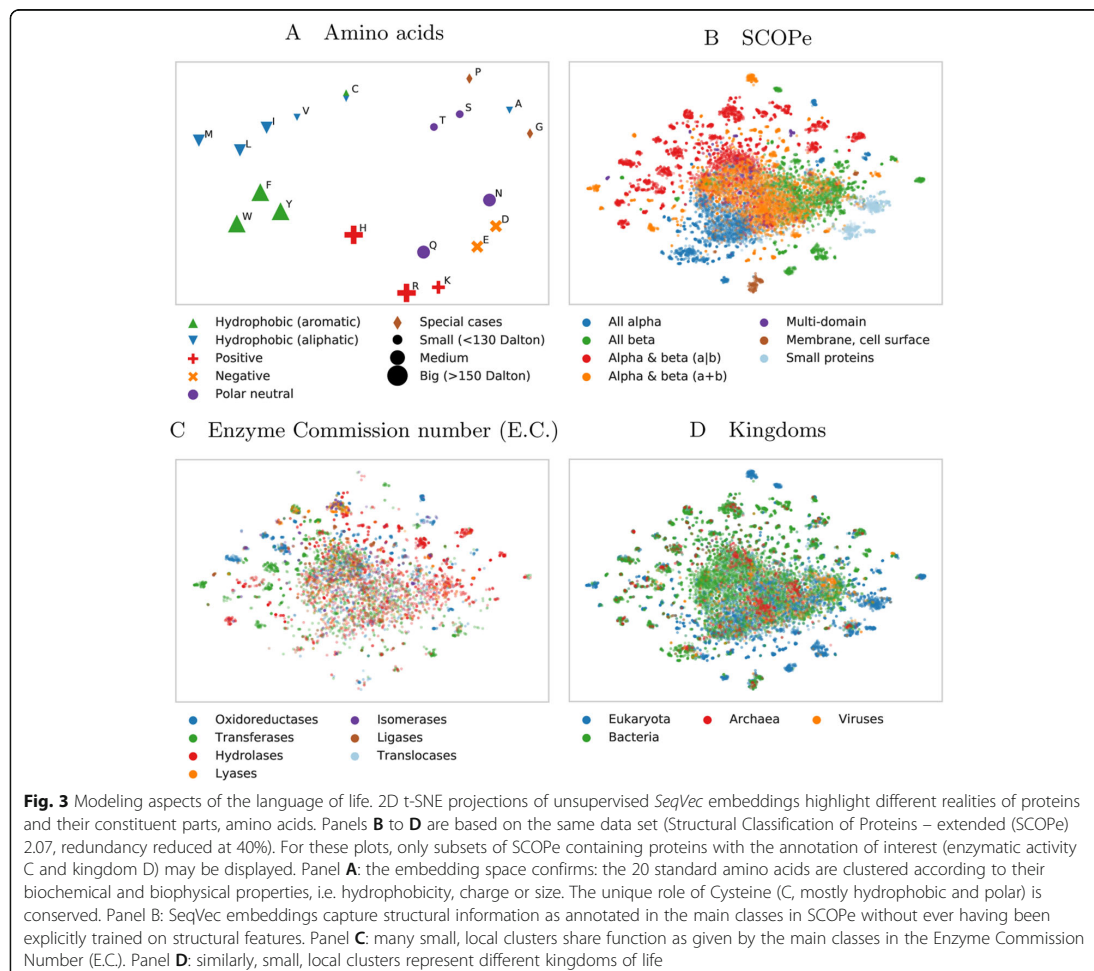 A Amino acids
B SCOPe
P
C
S
A
V
T
G
I
M
L
F
N
Y
W
D
H
E
Q
K
R
Hydrophobic (aromatic)
Hydrophobic (aliphatic)
Positive
Negative
Polar neutral
Special cases
Small (<130 Dalton)
Medium
Big (>150 Dalton)
All alpha
All beta
Alpha & beta (a|b)
Alpha & beta (a+b)
Multi-domain
Membrane, cell surface
Small proteins
C Enzyme Commission number (E.C.)
D Kingdoms
Oxidoreductases
Transferases
Hydrolases
Lyases
Isomerases
Ligases
Translocases
Eukaryota
Bacteria
Archaea
Viruses
Fig. 3 Modeling aspects of the language of life. 2D t-SNE projections of unsupervised SeqVec embeddings highlight different realities of proteins
and their constituent parts, amino acids. Panels B to D are based on the same data set (Structural Classification of Proteins – extended (SCOPe)
2.07, redundancy reduced at 40%). For these plots, only subsets of SCOPe containing proteins with the annotation of interest (enzymatic activity
C and kingdom D) may be displayed. Panel A: the embedding space confirms: the 20 standard amino acids are clustered according to their
biochemical and biophysical properties, i.e. hydrophobicity, charge or size. The unique role of Cysteine (C, mostly hydrophobic and polar) is
conserved. Panel B: SeqVec embeddings capture structural information as annotated in the main classes in SCOPe without ever having been
explicitly trained on structural features. Panel C: many small, local clusters share function as given by the main classes in the Enzyme Commission
Number (E.C.). Panel D: similarly, small, local clusters represent different kingdoms of life